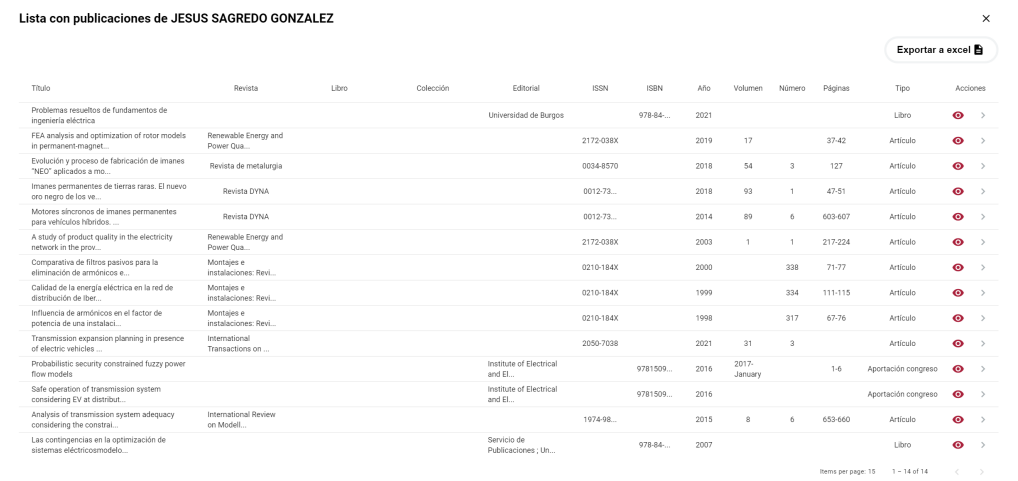 Lista con publicaciones de JESUS SAGREDO GONZALEZ
Exportar a excel
Título Revista Libro Colección Editorial ISSN ISBN Año Volumen Número Páginas Tipo Acciones
Problemas resueltos de fundamentos de
ingeniería eléctrica
Universidad de Burgos 978-84-... 2021 Libro
FEA analysis and optimization of rotor models
in permanent-magnet...
Renewable Energy and
Power Qua...
2172-038X 2019 17 37-42 Artículo
Evolución y proceso de fabricación de imanes
"NEO" aplicados a mo...
Revista de metalurgia 0034-8570 2018 54 3 127 Artículo
Imanes permanentes de tierras raras. El nuevo
oro negro de los ve...
Revista DYNA 0012-73... 2018 93 1 47-51 Artículo
Motores síncronos de imanes permanentes
para vehículos híbridos. ...
Revista DYNA 0012-73... 2014 89 6 603-607 Artículo
A study of product quality in the electricity
network in the prov...
Renewable Energy and
Power Qua...
2172-038X 2003 1 1 217-224 Artículo
Comparativa de filtros pasivos para la
eliminación de armónicos e...
Montajes e
instalaciones: Revi...
0210-184X 2000 338 71-77 Artículo
Calidad de la energía eléctrica en la red de
distribución de Iber...
Montajes e
instalaciones: Revi...
0210-184X 1999 334 111-115 Artículo
Influencia de armónicos en el factor de
potencia de una instalaci...
Montajes e
instalaciones: Revi...
0210-184X 1998 317 67-76 Artículo
Transmission expansion planning in presence
of electric vehicles ...
International
Transactions on ...
2050-7038 2021 31 3 Artículo
Probabilistic security constrained fuzzy power
flow models
Institute of Electrical
and El...
9781509... 2016
2017-
January
1-6 Aportación congreso
Safe operation of transmission system
considering EV at distribut...
Institute of Electrical
and El...
9781509... 2016 Aportación congreso
Analysis of transmission system adequacy
considering the constrai...
International Review
on Modell...
1974-98... 2015 8 6 653-660 Artículo
Las contingencias en la optimización de
sistemas eléctricosmodelo...
Servicio de
Publicaciones ; Un...
978-84-... 2007 Libro
Items per page: 15 1 – 14 of 14